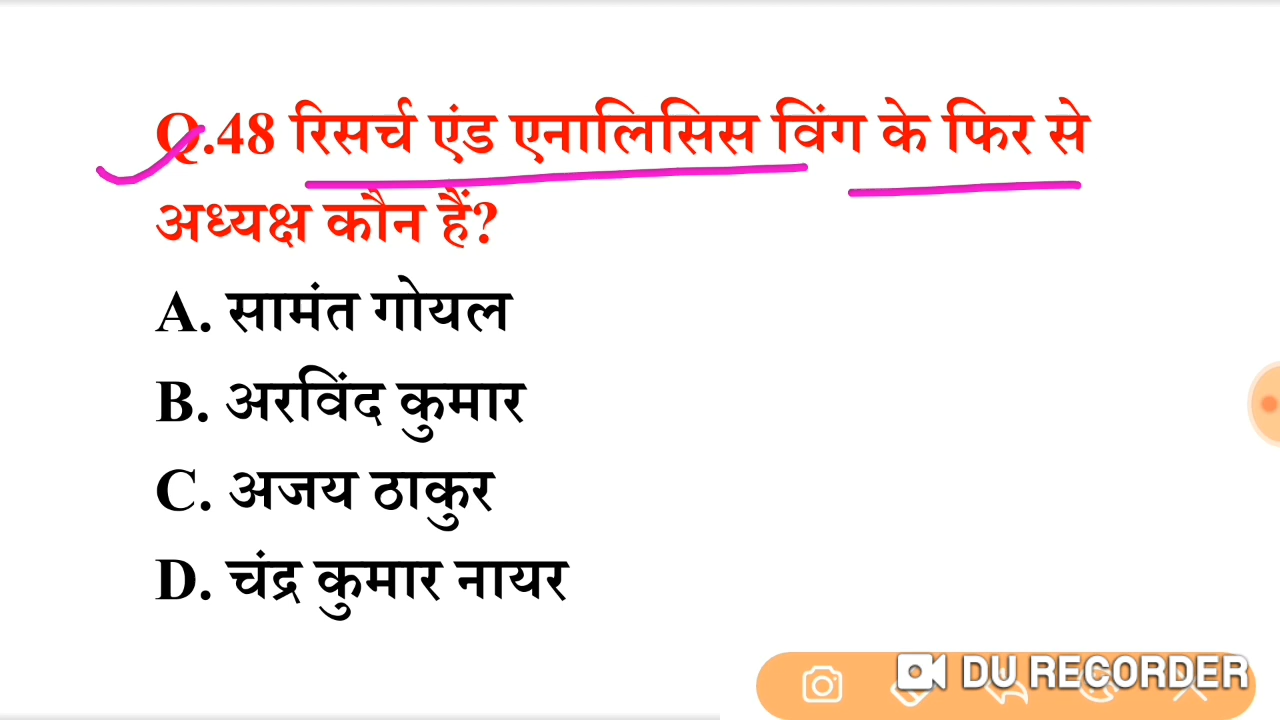 Q.48 रिसर्च एंड एनालिसिस विंग के फिर से
अध्यक्ष कौन हैं?
A. सामंत गोयल
B. अरविंद कुमार
C. अजय ठाकुर
D. चंद्र कुमार नायर
DU RECORDER